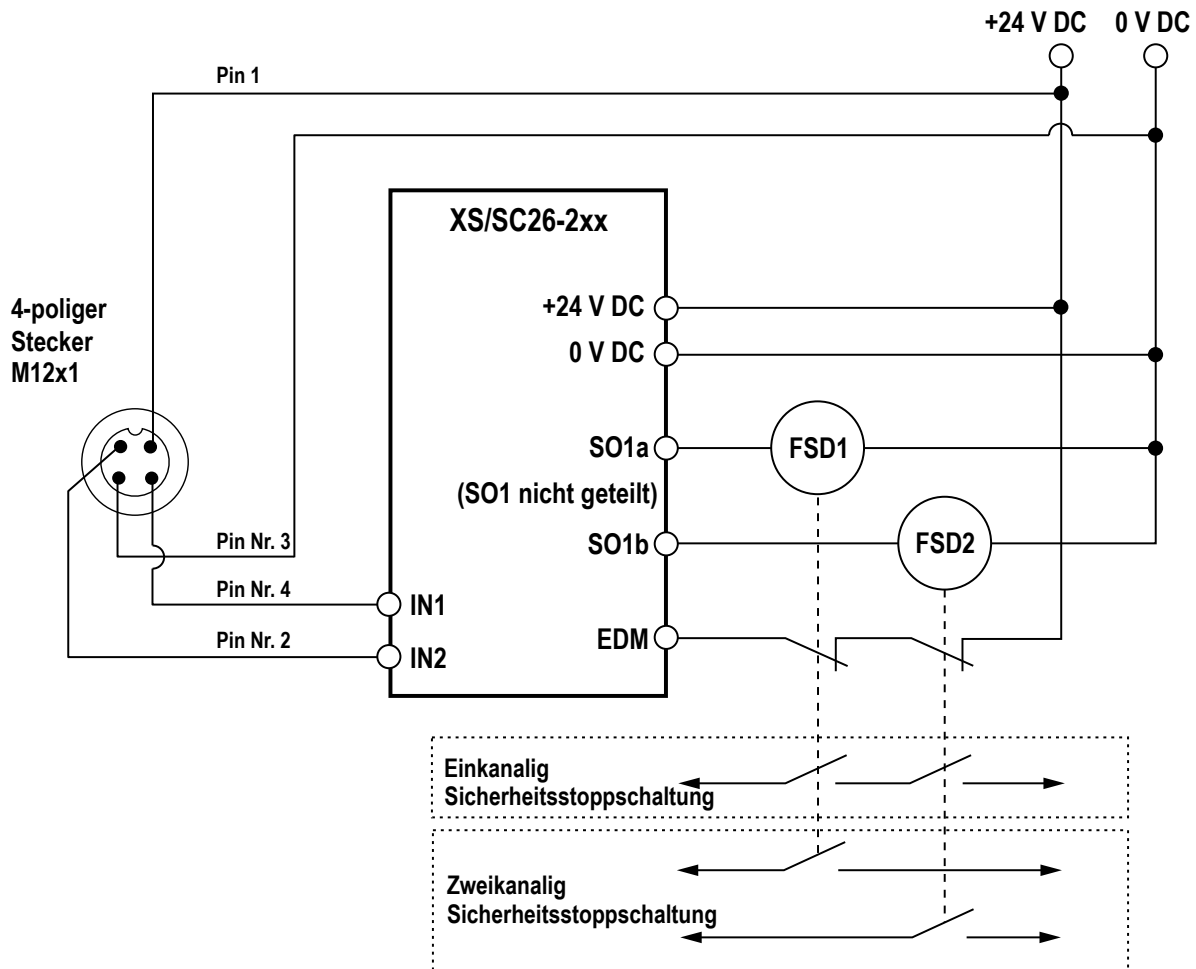 +24 V DC 0 V DC
Pin 1
XS/SC26-2xx
4-poliger
Stecker
M12x1
+24 V DC
0 V DC
SO1a
FSD1
(SO1 nicht geteilt)
SO1b
FSD2
Pin Nr. 3
Pin Nr. 4
IN1
Pin Nr. 2
IN2
EDM
Einkanalig
Sicherheitsstoppschaltung
Zweikanalig
Sicherheitsstoppschaltung